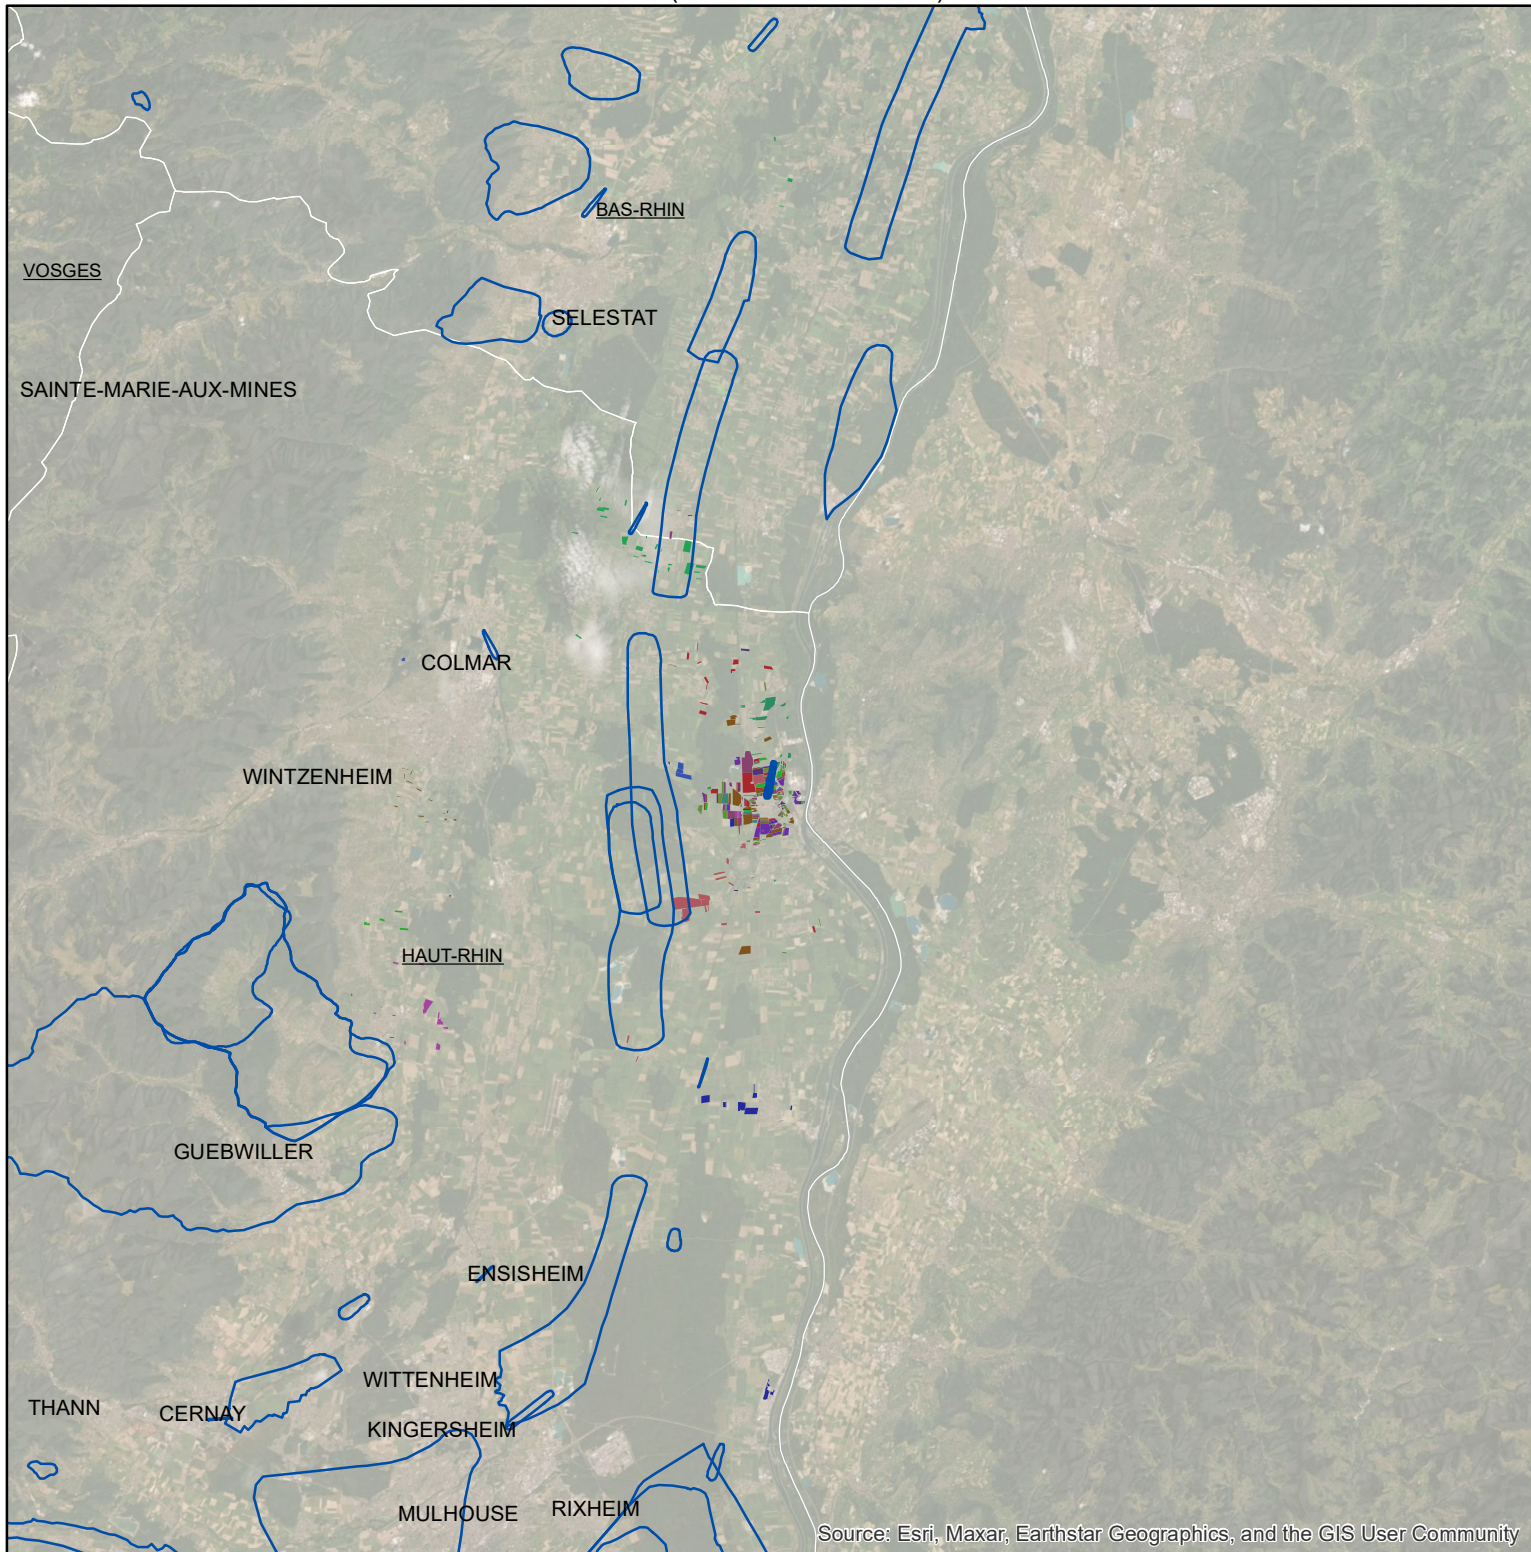 BAS-RHIN
VOSGES
SELESTAT
SAINTE-MARIE-AUX-MINES
COLMAR
WINTZENHEIM
HAUT-RHIN
GUEBWILLER
ENSISHEIM
WITTENHEIM
THANN
CERNAY
KINGERSHEIM
MULHOUSE
RIXHEIM
Source: Esri, Maxar, Earthstar Geographics, and the GIS User Community